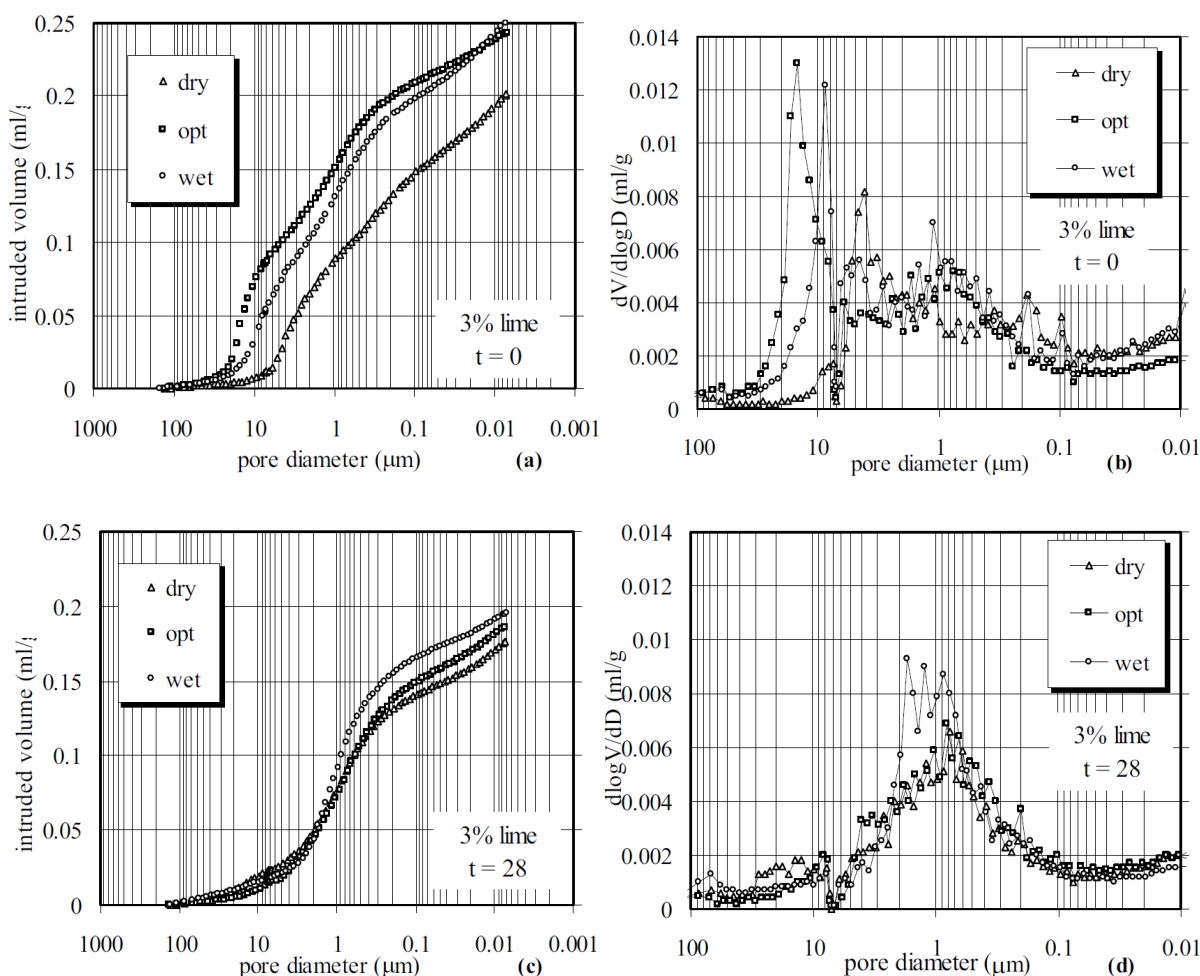 0.25
0.2
0.15
0.1
0.05
0
intruded volume (ml/g
dry
opt
wet
3% lime
t = 0
1000 100 10 1 0.1 0.01 0.001
pore diameter (μm) (a)
0.014
0.012
0.01
0.008
0.006
0.004
0.002
0
dV/dlogD (ml/g)
dry
opt
wet
3% lime
t = 0
100 10 1 0.1 0.01
pore diameter (μm) (b)
0.25
0.2
0.15
0.1
0.05
0
intruded volume (ml/g
dry
opt
wet
3% lime
t = 28
1000 100 10 1 0.1 0.01 0.001
pore diameter (μm) (c)
0.014
0.012
0.01
0.008
0.006
0.004
0.002
0
dlogV/dD (ml/g
dry
opt
wet
3% lime
t = 28
100 10 1 0.1 0.01
pore diameter (μm) (d)